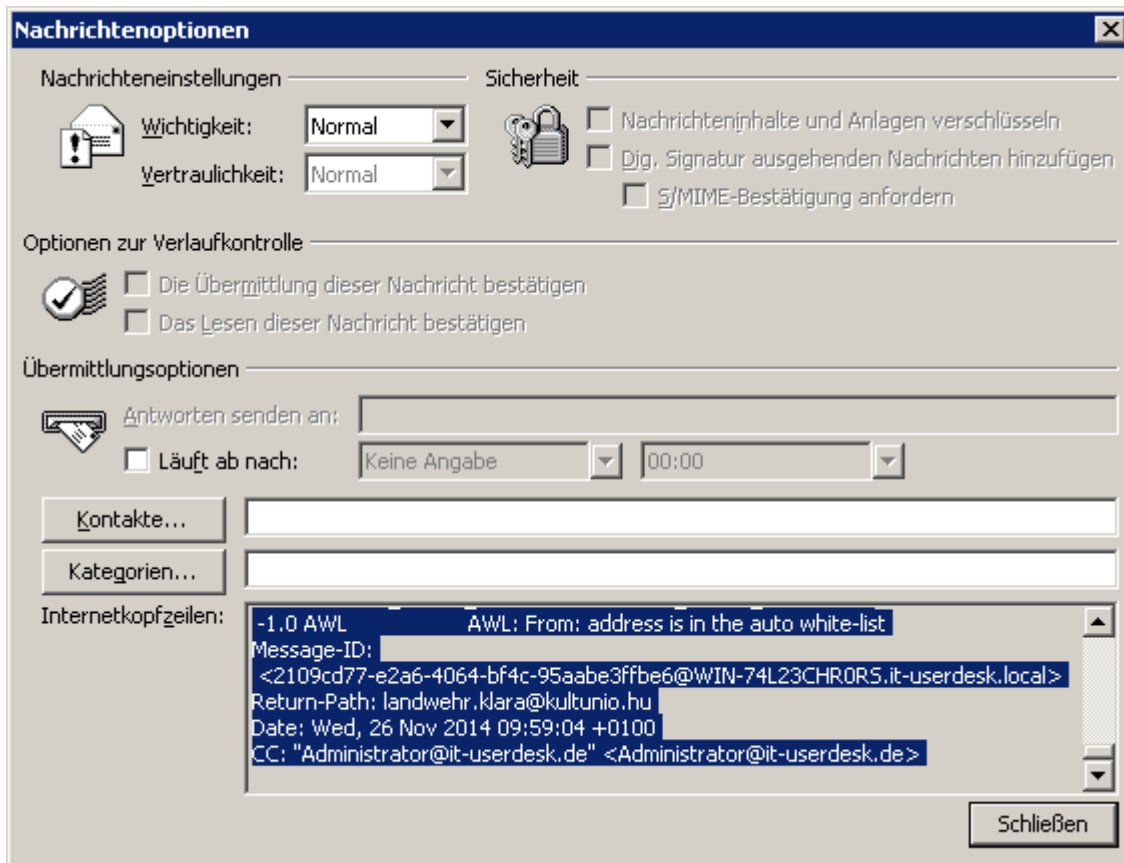 Nachrichtenoptionen
Nachrichteneinstellungen
Wichtigkeit: Normal
Vertraulichkeit: Normal
Sicherheit
Nachrichteninhalte und Anlagen verschlüsseln
Dig. Signatur ausgehenden Nachrichten hinzufügen
S/MIME-Bestätigung anfordern
Optionen zur Verlaufkontrolle
Die Übermittlung dieser Nachricht bestätigen
Das Lesen dieser Nachricht bestätigen
Übermittlungsoptionen
Antworten senden an:
Läuft ab nach: Keine Angabe 00:00
Kontakte...
Kategorien...
Internetkopfzeilen:
-1.0 AWL AWL: From: address is in the auto white-list
Message-ID:
<2109cd77-e2a6-4064-bf4c-95aabe3ffbe6@WIN-74L23CHR0RS.it-userdesk.local>
Return-Path: landwehr.klara@kultunio.hu
Date: Wed, 26 Nov 2014 09:59:04 +0100
CC: "Administrator@it-userdesk.de" <Administrator@it-userdesk.de>
Schließen